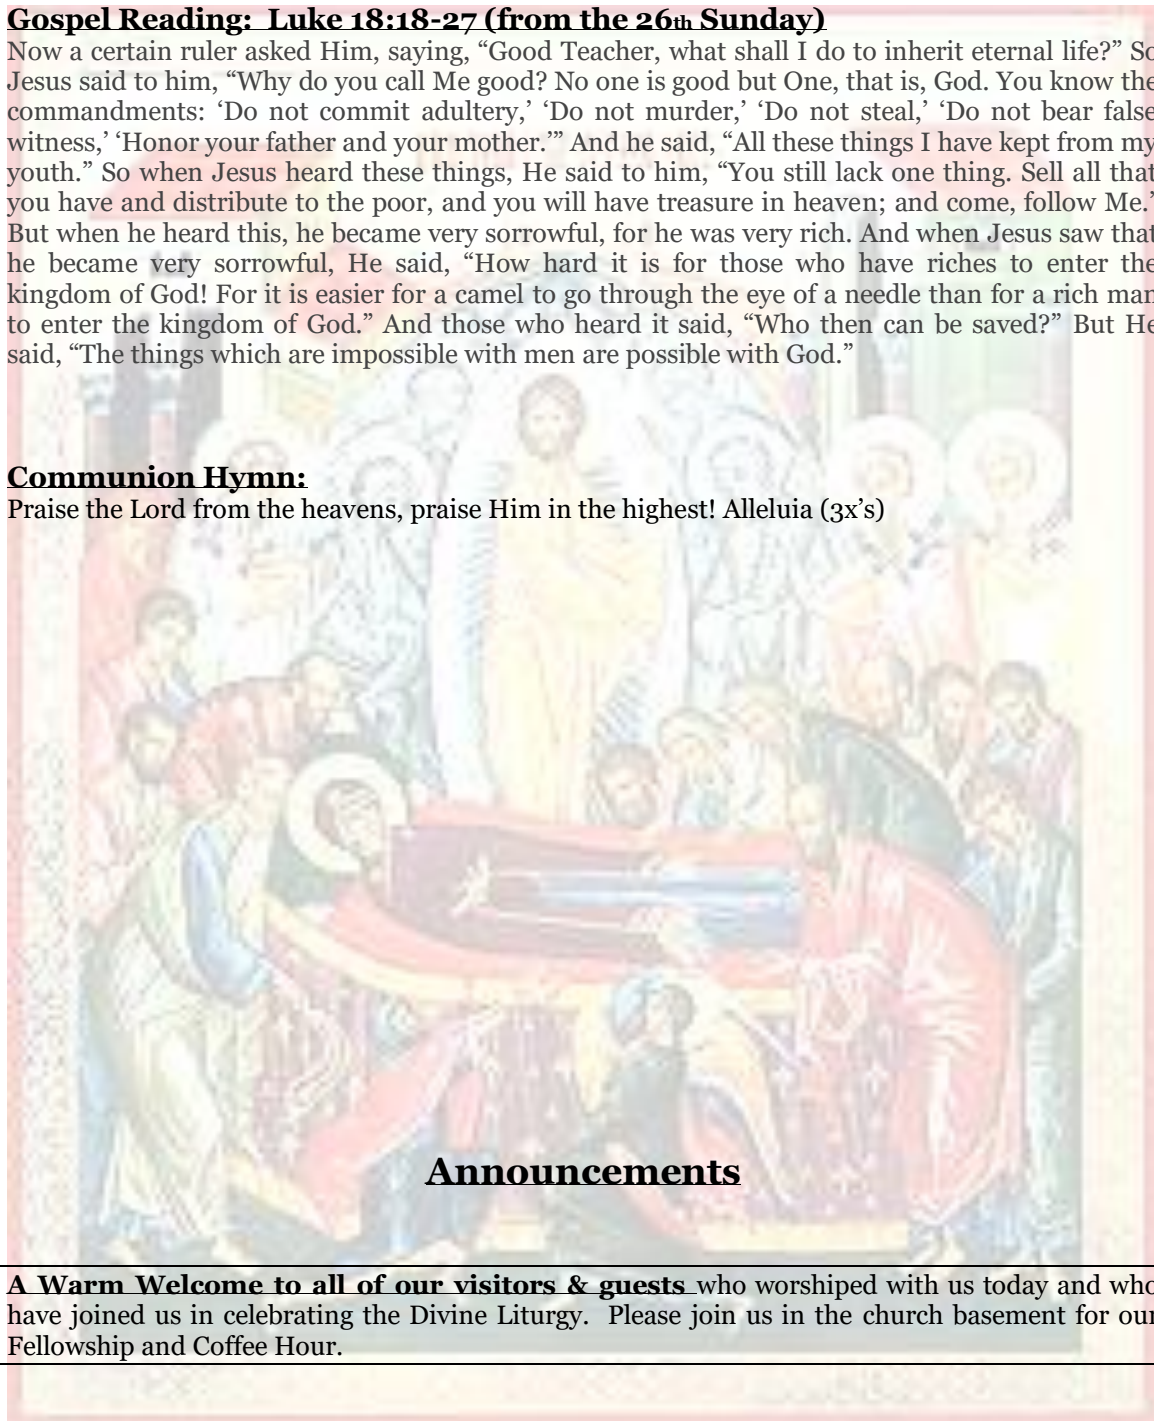 Gospel Reading:  Luke 18:18-27 (from the 26th Sunday)
Now a certain ruler asked Him, saying, “Good Teacher, what shall I do to inherit eternal life?” So
Jesus said to him, “Why do you call Me good? No one is good but One, that is, God. You know the
commandments: ‘Do not commit adultery,’ ‘Do not murder,’ ‘Do not steal,’ ‘Do not bear false
witness,’ ‘Honor your father and your mother.’” And he said, “All these things I have kept from my
youth.” So when Jesus heard these things, He said to him, “You still lack one thing. Sell all that
you have and distribute to the poor, and you will have treasure in heaven; and come, follow Me.”
But when he heard this, he became very sorrowful, for he was very rich. And when Jesus saw that
he became very sorrowful, He said, “How hard it is for those who have riches to enter the
kingdom of God! For it is easier for a camel to go through the eye of a needle than for a rich man
to enter the kingdom of God.” And those who heard it said, “Who then can be saved?” But He
said, “The things which are impossible with men are possible with God.”
Communion Hymn:
Praise the Lord from the heavens, praise Him in the highest! Alleluia (3x’s)
Announcements
A Warm Welcome to all of our visitors & guests who worshiped with us today and who
have joined us in celebrating the Divine Liturgy.  Please join us in the church basement for our
Fellowship and Coffee Hour.